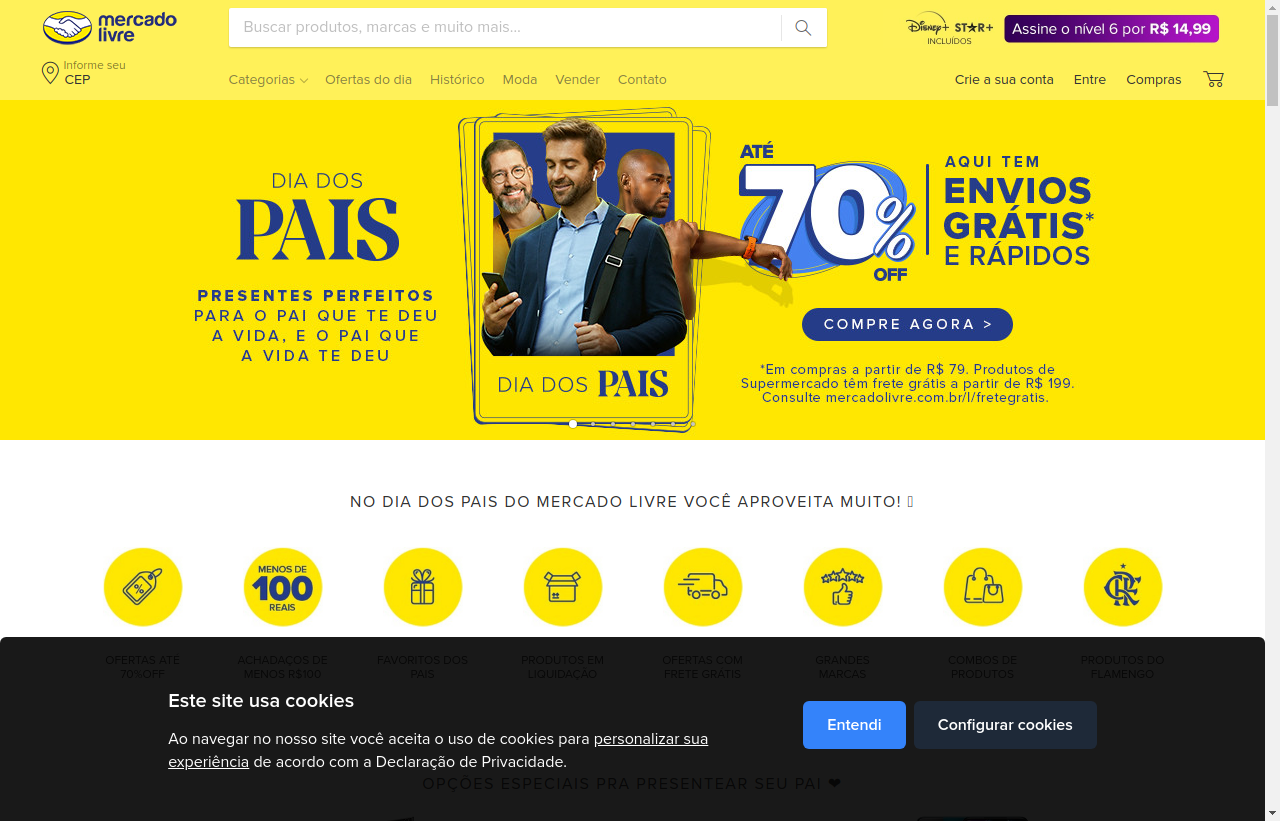 mercado
livre
Buscar produtos, marcas e muito mais...
DISNEY+ STAR+
INCLUÍDOS
Assine o nível 6 por R$ 14,99
Informe seu
CEP
Categorias
Ofertas do dia
Histórico
Moda
Vender
Contato
Crie a sua conta
Entre
Compras
DIA DOS
PAIS
PRESENTES PERFEITOS
PARA O PAI QUE TE DEU
A VIDA, E O PAI QUE
A VIDA TE DEU
DIA DOS PAIS
ATÉ
70%
OFF
AQUI TEM
ENVIOS
GRÁTIS*
E RÁPIDOS
COMPRE AGORA >
*Em compras a partir de R$ 79. Produtos de
Supermercado têm frete grátis a partir de R$ 199.
Consulte mercadolivre.com.br/l/fretegratis.
NO DIA DOS PAIS DO MERCADO LIVRE VOCÊ APROVEITA MUITO!
MENOS DE
100
REAIS
OFERTAS ATE
70%OFF
ACHADAÇOS DE
MENOS R$100
FAVORITOS DOS
PAIS
PRODUTOS EM
LIQUIDAÇÃO
OFERTAS COM
FRETE GRATIS
GRANDES
MARCAS
COMBOS DE
PRODUTOS
PRODUTOS DO
FLAMENGO
Este site usa cookies
Ao navegar no nosso site você aceita o uso de cookies para personalizar sua
experiência de acordo com a Declaração de Privacidade.
Entendi
Configurar cookies
OPÇÕES ESPECIAIS PRA PRESENTEAR SEU PAI ❤